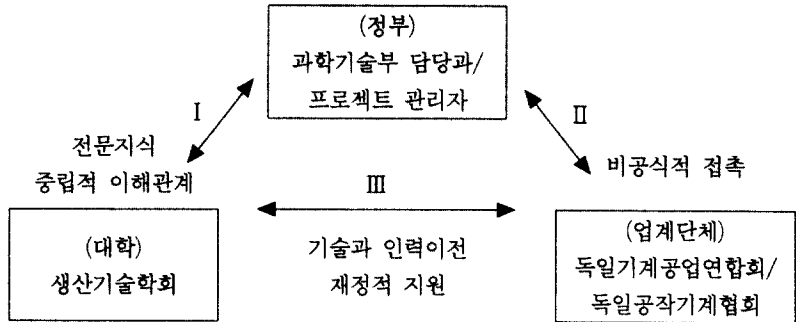 (정부)
과학기술부 담당과/
프로젝트 관리자
Ⅰ
Ⅱ
전문지식
중립적 이해관계
비공식적 접촉
Ⅲ
(대학)
생산기술학회
기술과 인력이전
재정적 지원
(업계단체)
독일기계공업연합회/
독일공작기계협회